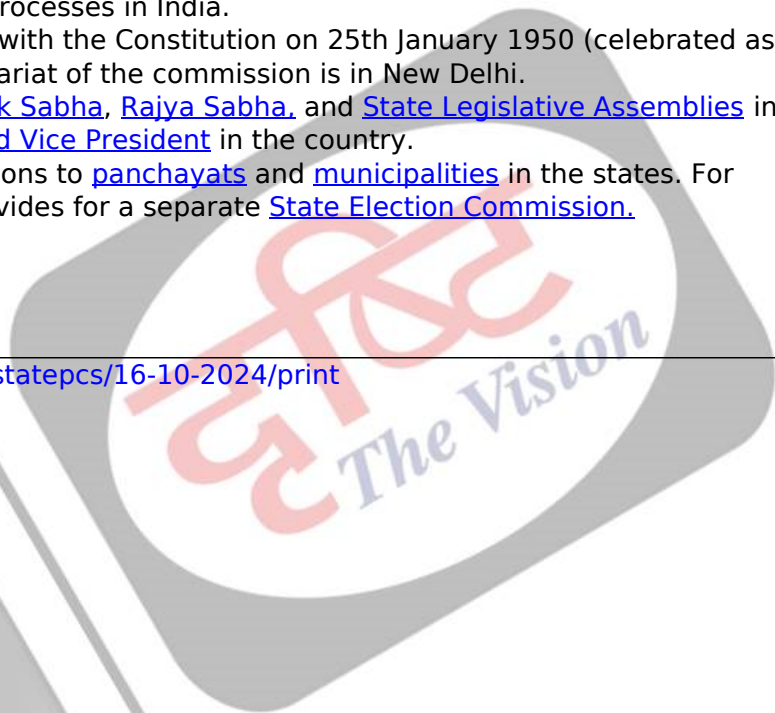 rocesses in India.
with the Constitution on 25th January 1950 (celebrated as
ariat of the commission is in New Delhi.
k Sabha, Rajya Sabha, and State Legislative Assemblies in
d Vice President in the country.
ons to panchayats and municipalities in the states. For
vides for a separate State Election Commission.
दृष्टि
The Vision
statepcs/16-10-2024/print